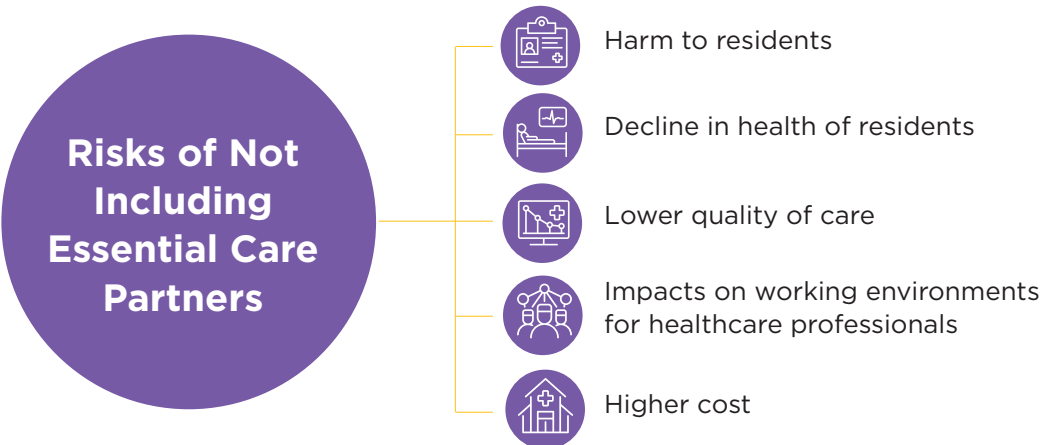 Risks of Not
Including
Essential Care
Partners
Harm to residents
Decline in health of residents
Lower quality of care
Impacts on working environments
for healthcare professionals
Higher cost